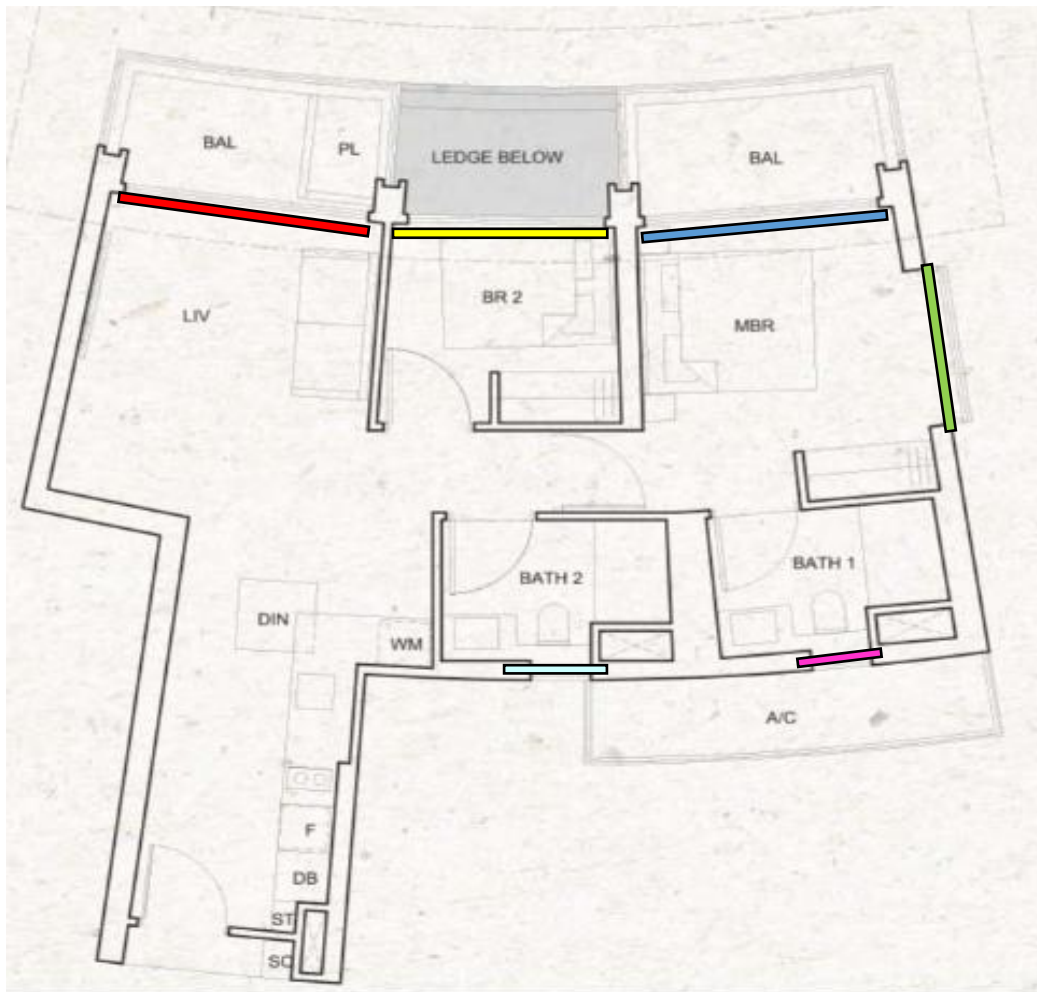 BAL
PL
LEDGE BELOW
BAL
LIV
BR 2
MBR
BATH 2
BATH 1
DIN
WM
A/C
F
DB
ST
SC